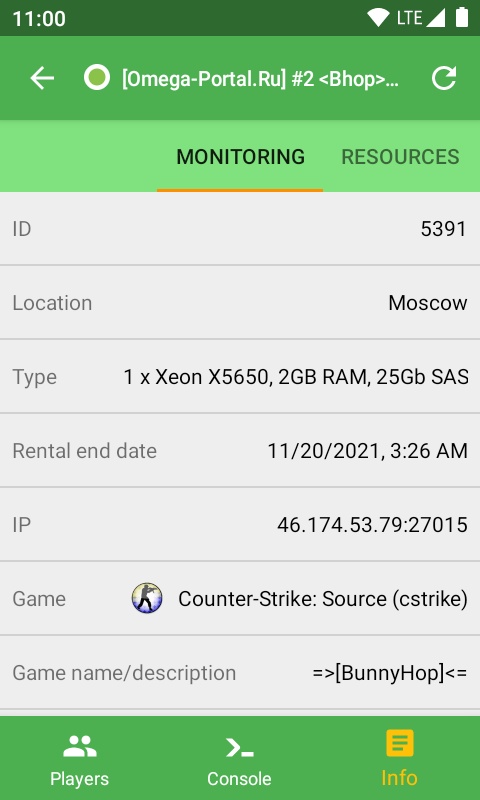 11:00
LTE
[Omega-Portal.Ru] #2 <Bhop>...
MONITORING
RESOURCES
ID
5391
Location
Moscow
Type
1 x Xeon X5650, 2GB RAM, 25Gb SAS
Rental end date
11/20/2021, 3:26 AM
IP
46.174.53.79:27015
Game
Counter-Strike: Source (cstrike)
Game name/description
=>[BunnyHop]<=
Players
Console
Info